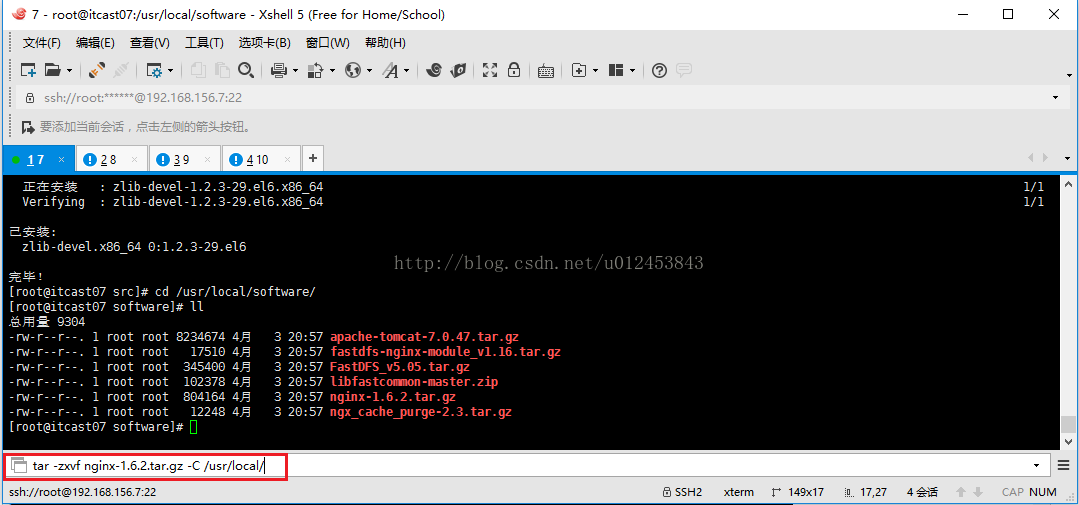 7 - root@itcast07:/usr/local/software - Xshell 5 (Free for Home/School)
文件(F) 编辑(E) 查看(V) 工具(T) 选项卡(B) 窗口(W) 帮助(H)
ssh://root:******@192.168.156.7:22
要添加当前会话，点击左侧的箭头按钮。
1 7 × 2 8 × 3 9 × 4 10 × +
正在安装 : zlib-devel-1.2.3-29.el6.x86_64 1/1
Verifying : zlib-devel-1.2.3-29.el6.x86_64 1/1
已安装:
zlib-devel.x86_64 0:1.2.3-29.el6
http://blog.csdn.net/u012453843
完毕！
[root@itcast07 src]# cd /usr/local/software/
[root@itcast07 software]# ll
总用量 9304
-rw-r--r--. 1 root root 8234674 4月 3 20:57 apache-tomcat-7.0.47.tar.gz
-rw-r--r--. 1 root root 17510 4月 3 20:57 fastdfs-nginx-module_v1.16.tar.gz
-rw-r--r--. 1 root root 345400 4月 3 20:57 FastDFS_v5.05.tar.gz
-rw-r--r--. 1 root root 102378 4月 3 20:57 libfastcommon-master.zip
-rw-r--r--. 1 root root 804164 4月 3 20:57 nginx-1.6.2.tar.gz
-rw-r--r--. 1 root root 12248 4月 3 20:57 ngx_cache_purge-2.3.tar.gz
[root@itcast07 software]#
tar -zxvf nginx-1.6.2.tar.gz -C /usr/local/
ssh://root@192.168.156.7:22 SSH2 xterm 149x17 17,27 4 会话 CAP NUM